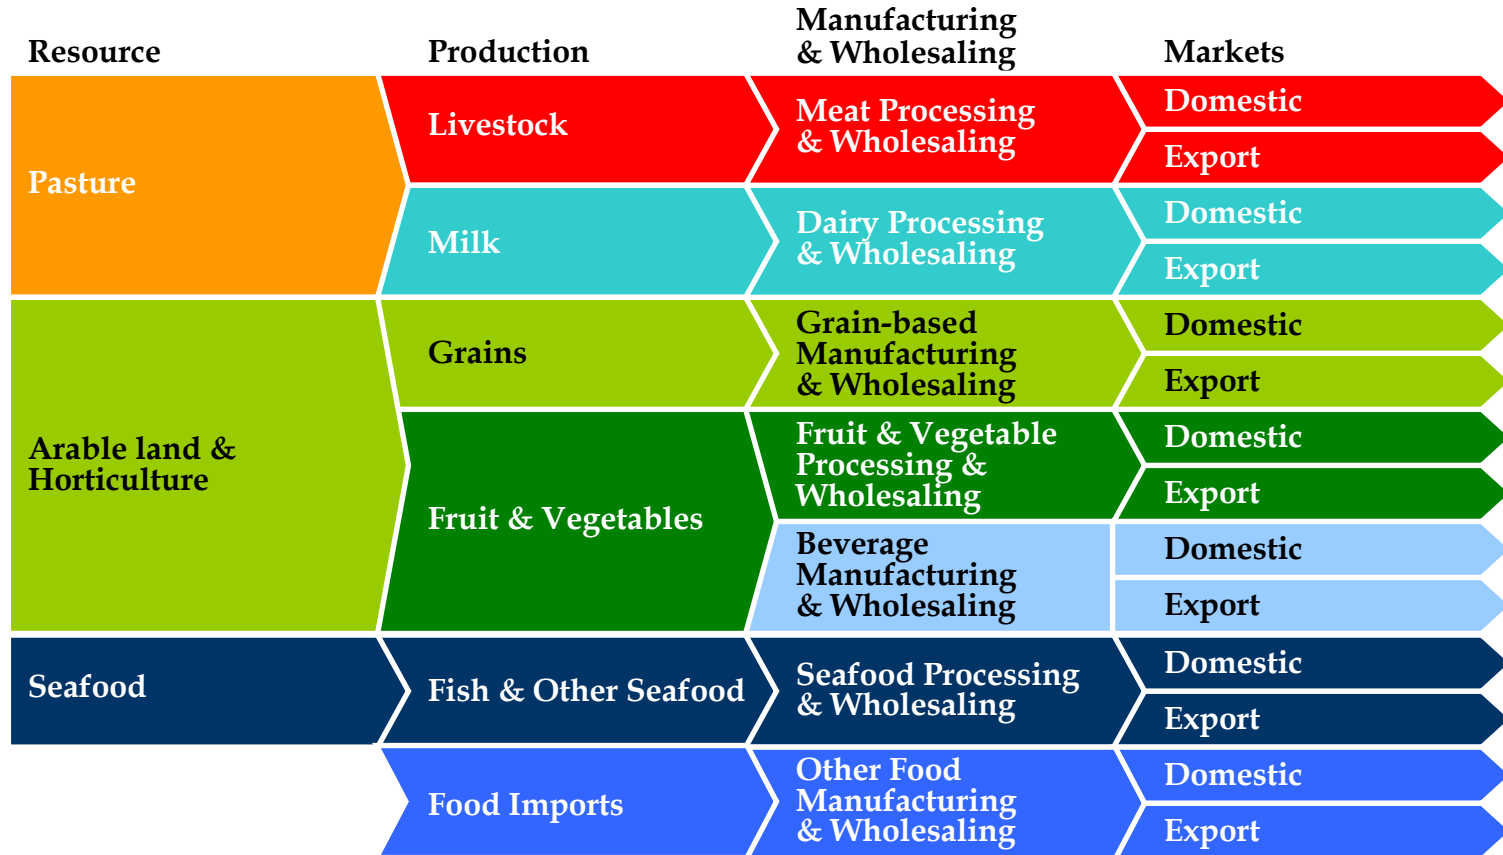 Resource
Production
Manufacturing
& Wholesaling
Markets
Pasture
Livestock
Meat Processing
& Wholesaling
Domestic
Export
Milk
Dairy Processing
& Wholesaling
Domestic
Export
Arable land &
Horticulture
Grains
Grain-based
Manufacturing
& Wholesaling
Domestic
Export
Fruit & Vegetables
Fruit & Vegetable
Processing &
Wholesaling
Domestic
Export
Beverage
Manufacturing
& Wholesaling
Domestic
Export
Seafood
Fish & Other Seafood
Seafood Processing
& Wholesaling
Domestic
Export
Food Imports
Other Food
Manufacturing
& Wholesaling
Domestic
Export